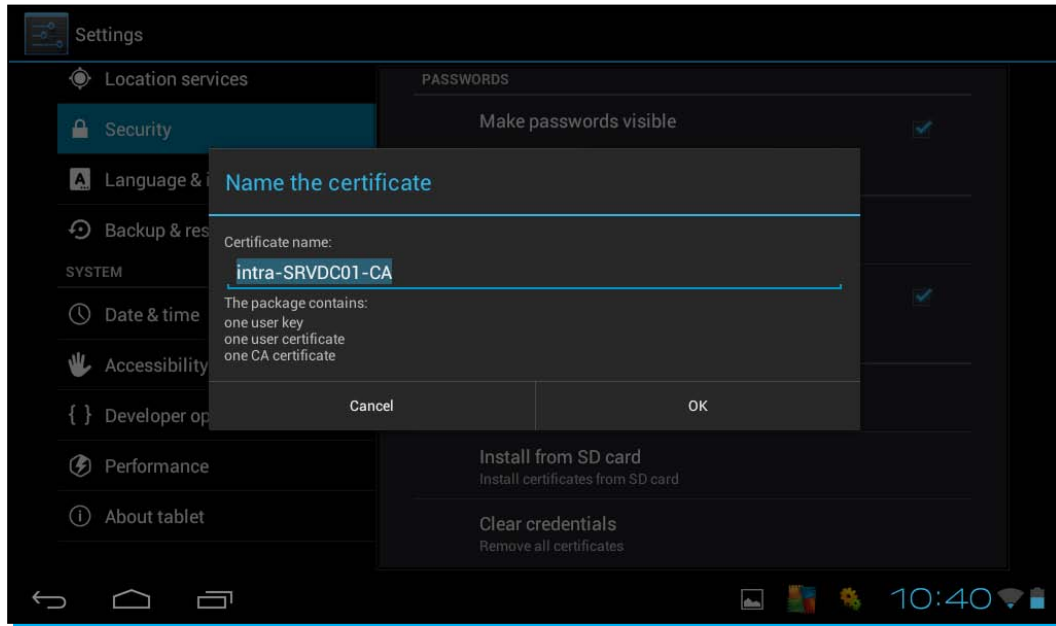 Settings
Location services
Security
Language & i
Backup & res
SYSTEM
Date & time
Accessibility
Developer op
Performance
About tablet
PASSWORDS
Make passwords visible
Name the certificate
Certificate name:
intra-SRVDC01-CA
The package contains:
one user key
one user certificate
one CA certificate
Cancel
OK
Install from SD card
Install certificates from SD card
Clear credentials
Remove all certificates
10:40